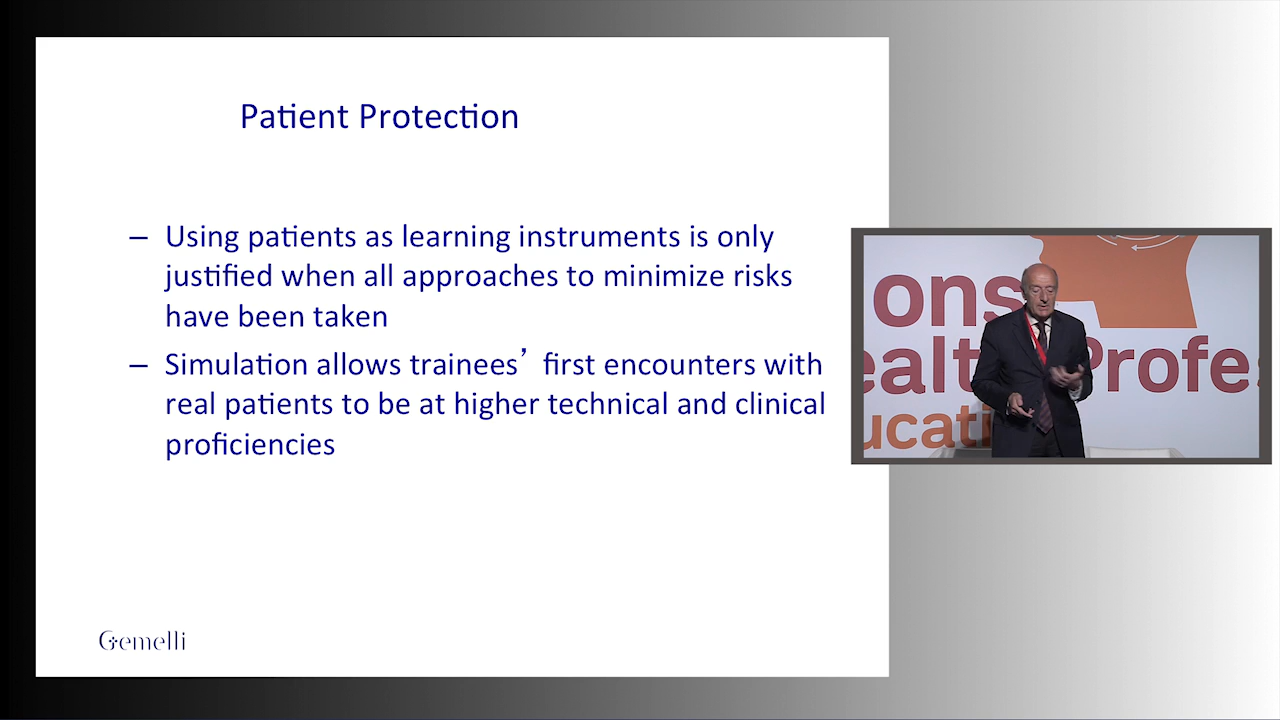 Patient Protection
– Using patients as learning instruments is only
justified when all approaches to minimize risks
have been taken
– Simulation allows trainees’ first encounters with
real patients to be at higher technical and clinical
proficiencies
Gemelli
ons
ealt Profe
ucati